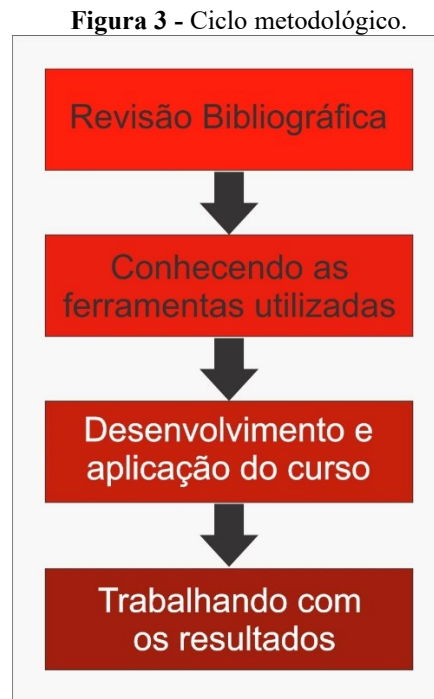 Figura 3 - Ciclo metodológico.
Revisão Bibliográfica
Conhecendo as
ferramentas utilizadas
Desenvolvimento e
aplicação do curso
Trabalhando com
os resultados